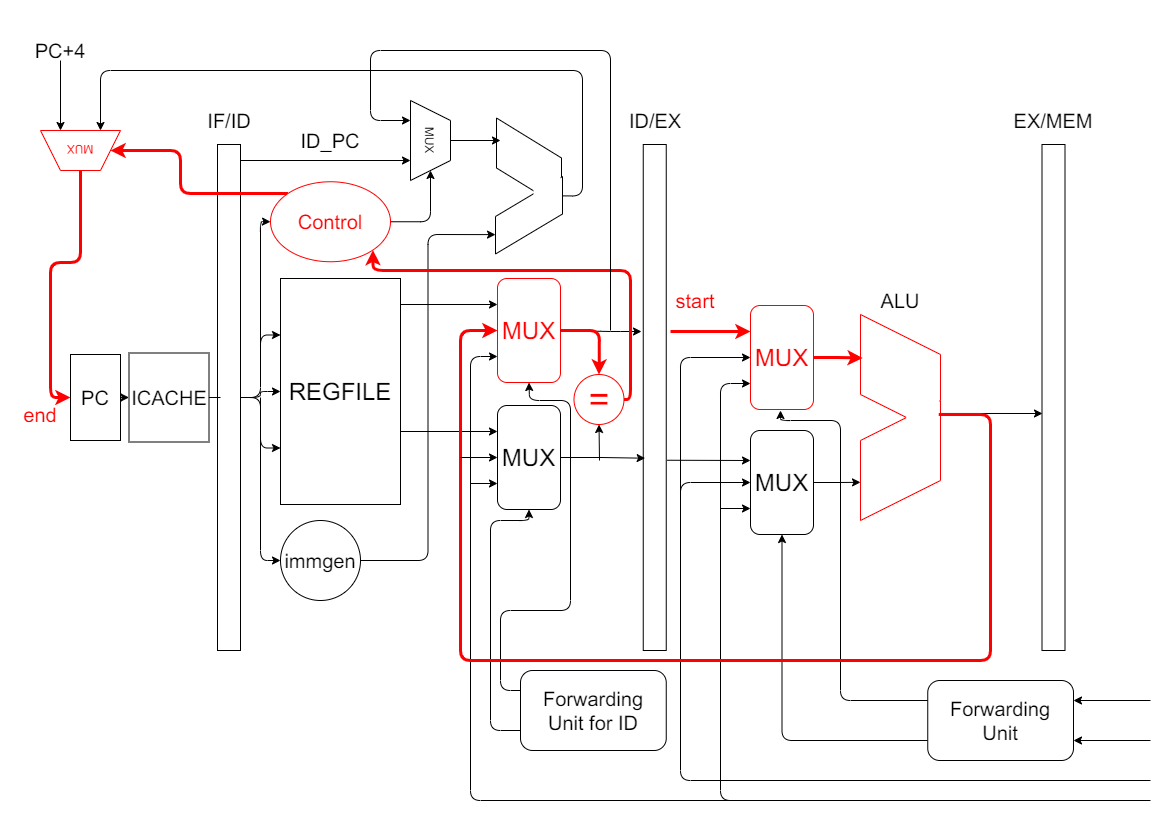 PC+4
MUX
IF/ID
ID_PC
MUX
ID/EX
EX/MEM
Control
start
ALU
MUX
MUX
PC
ICACHE
REGFILE
=
end
MUX
MUX
immgen
Forwarding
Unit for ID
Forwarding
Unit